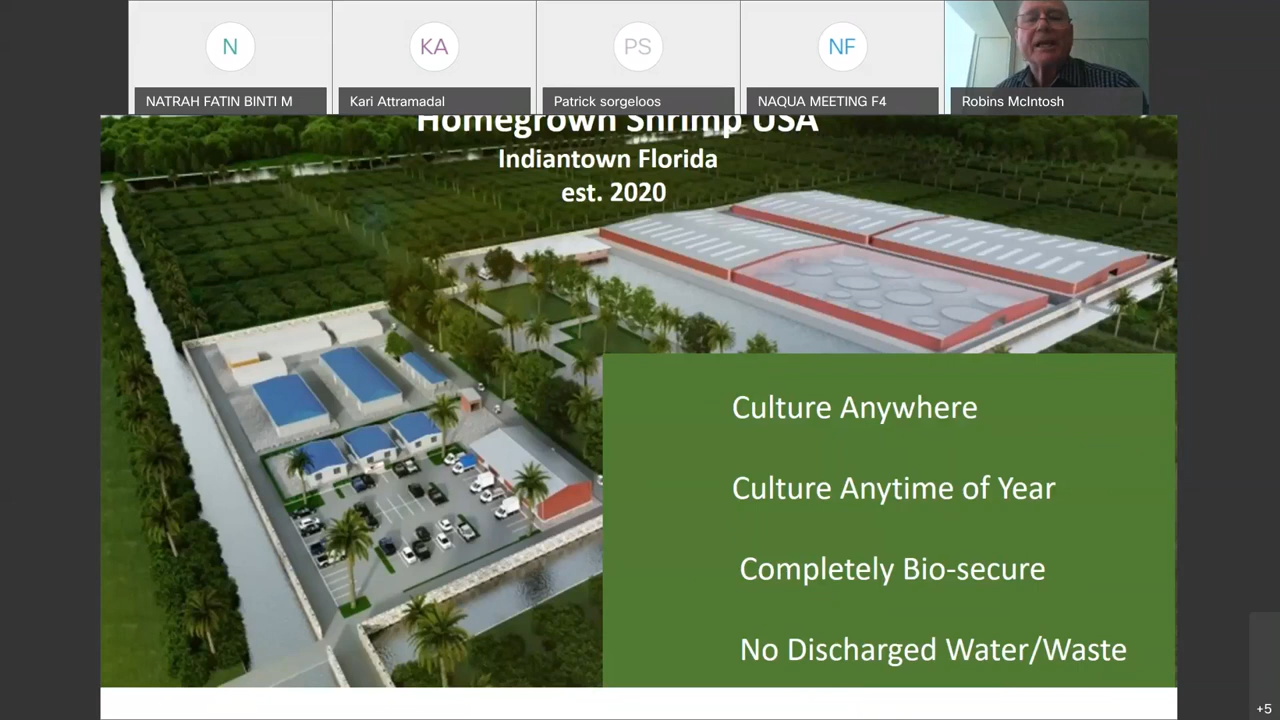 N
KA
PS
NF
NATRAH FATIN BINTI M
Kari Attramadal
Patrick sorgeloos
NAQUA MEETING F4
Robins McIntosh
Homegrown Shrimp USA
Indiantown Florida
est. 2020
Culture Anywhere
Culture Anytime of Year
Completely Bio-secure
No Discharged Water/Waste
+5